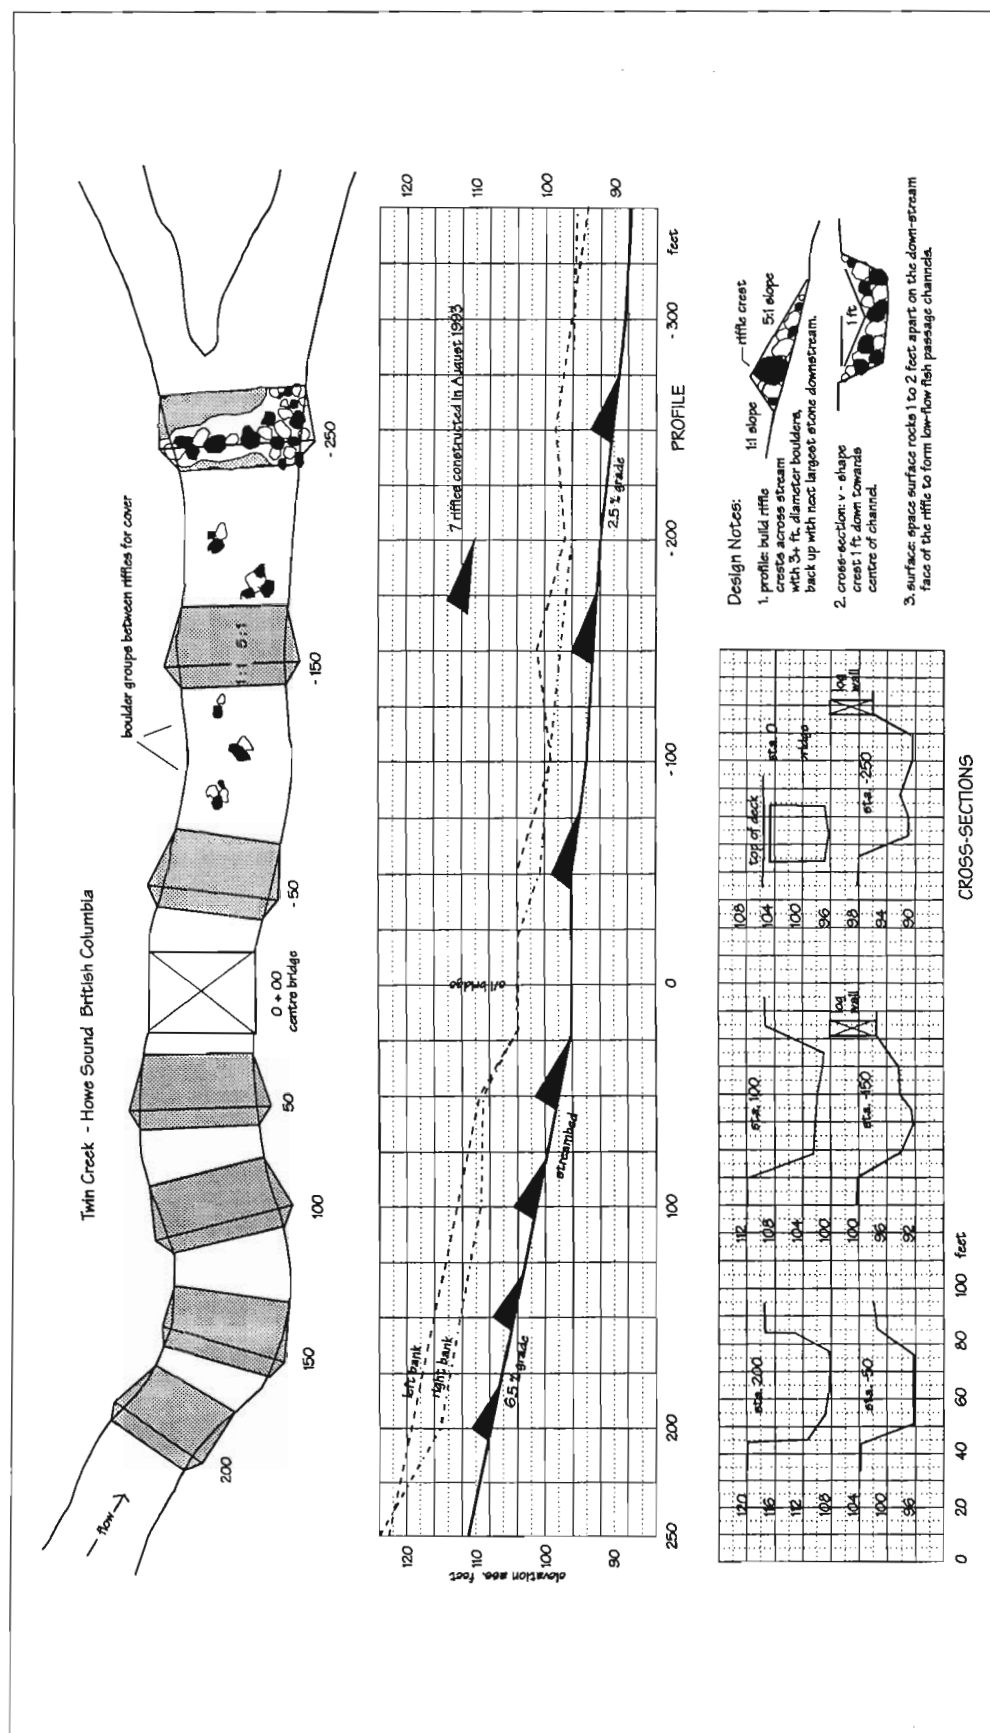 Twin Creek - Howe Sound British Columbia
flow
200
150
100
50
0 + 00
centre bridge
- 50
- 150
- 250
boulder groups between riffles for cover
1:1 5:1
120
110
100
90
elevation ass. feet
left bank
right bank
6.5 % grade
streambed
c/l bridge
7 riffles constructed in August 1993
2.5 % grade
120
110
100
90
250
200
100
0
- 100
- 200
- 300
feet
PROFILE
120
116
112
108
sta. 200
104
100
96
sta. -50
0
20
40
60
80
100
feet
112
108
104
100
sta. 100
100
96
92
sta. -150
log
wall
108
104
100
96
top of deck
sta. 0
bridge
98
94
90
sta. -250
log
wall
CROSS-SECTIONS
Design Notes:
1. profile: build riffle
crests across stream
with 3+ ft. diameter boulders,
back up with next largest stone downstream.
1:1 slope
riffle crest
5:1 slope
2. cross-section: v - shape
crest 1 ft down towards
centre of channel.
1 ft
3. surface: space surface rocks 1 to 2 feet apart on the down-stream
face of the riffle to form low-flow fish passage channels.